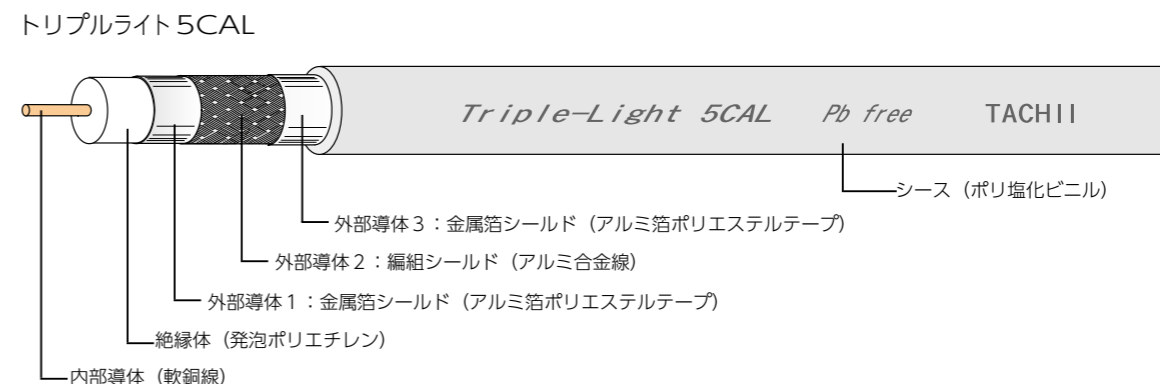 トリプルライト 5CAL
Triple-Light 5CAL Pb free TACHII
シース（ポリ塩化ビニル）
外部導体３：金属箔シールド（アルミ箔ポリエステルテープ）
外部導体２：編組シールド（アルミ合金線）
外部導体１：金属箔シールド（アルミ箔ポリエステルテープ）
絶縁体（発泡ポリエチレン）
内部導体（軟銅線）